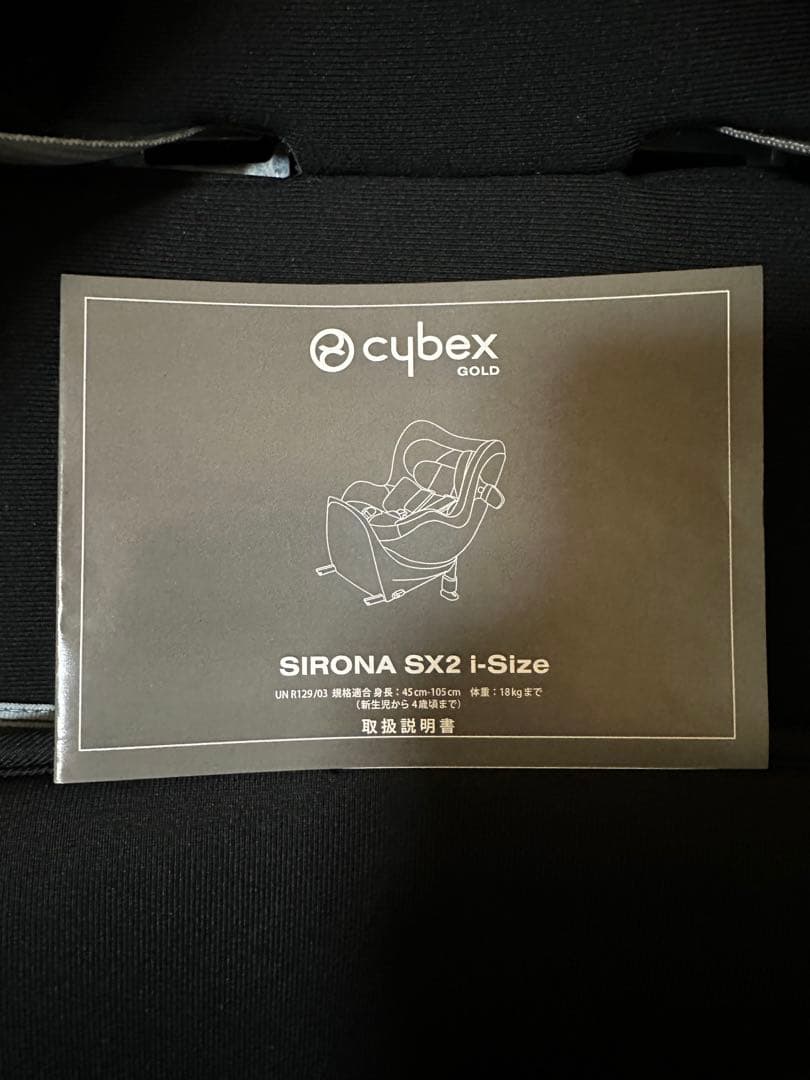 cybex
GOLD
SIRONA SX2 i-Size
UN R129/03 規格適合 身長：45cm-105cm 体重：18kgまで
（新生児から 4歳頃まで）
取扱説明書